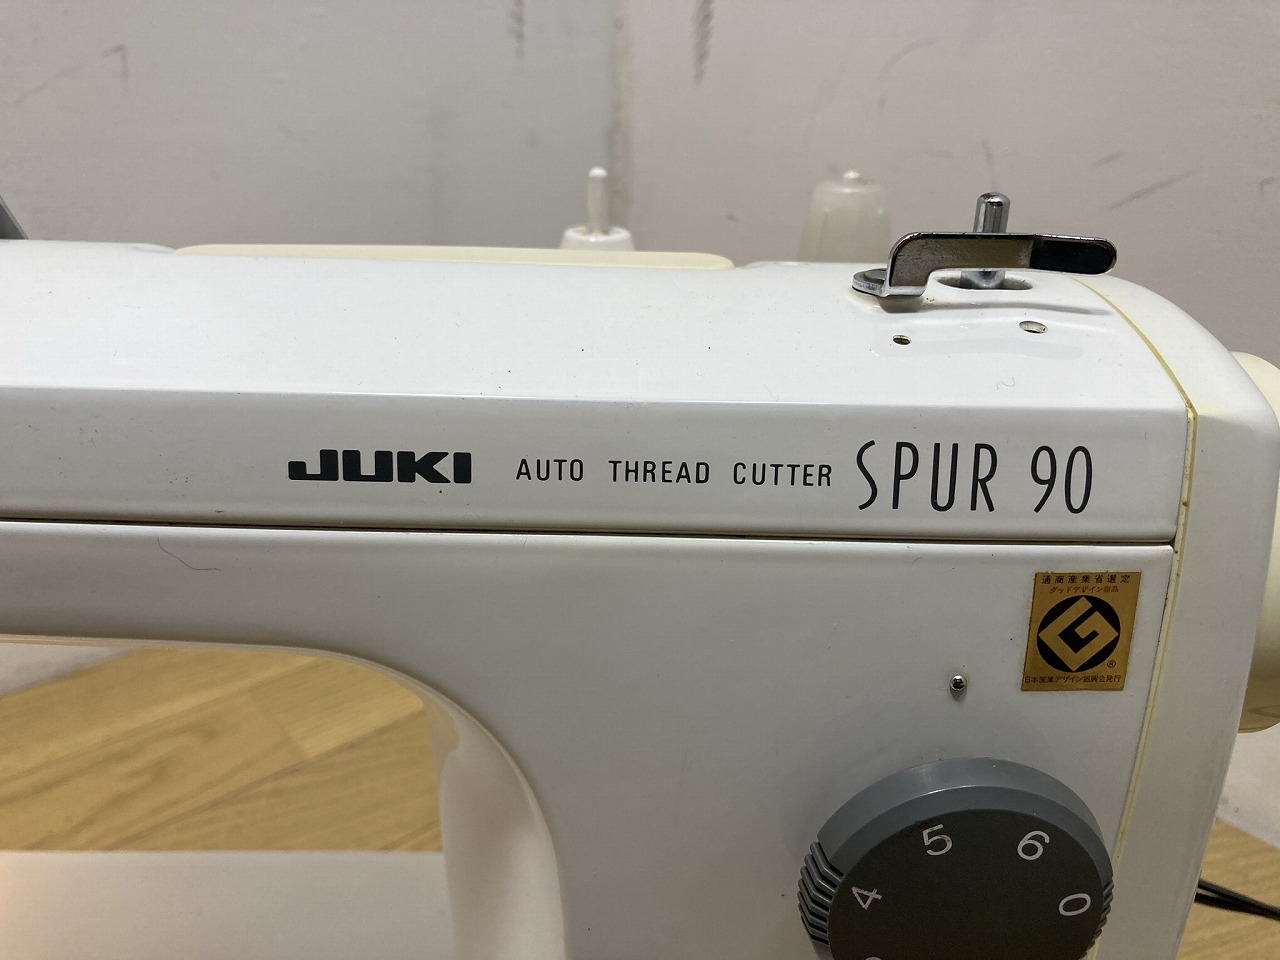 JUKI AUTO THREAD CUTTER SPUR 90
通商産業省選定
グッドデザイン商品
G
®
日本産業デザイン振興会発行
5 6
4 0